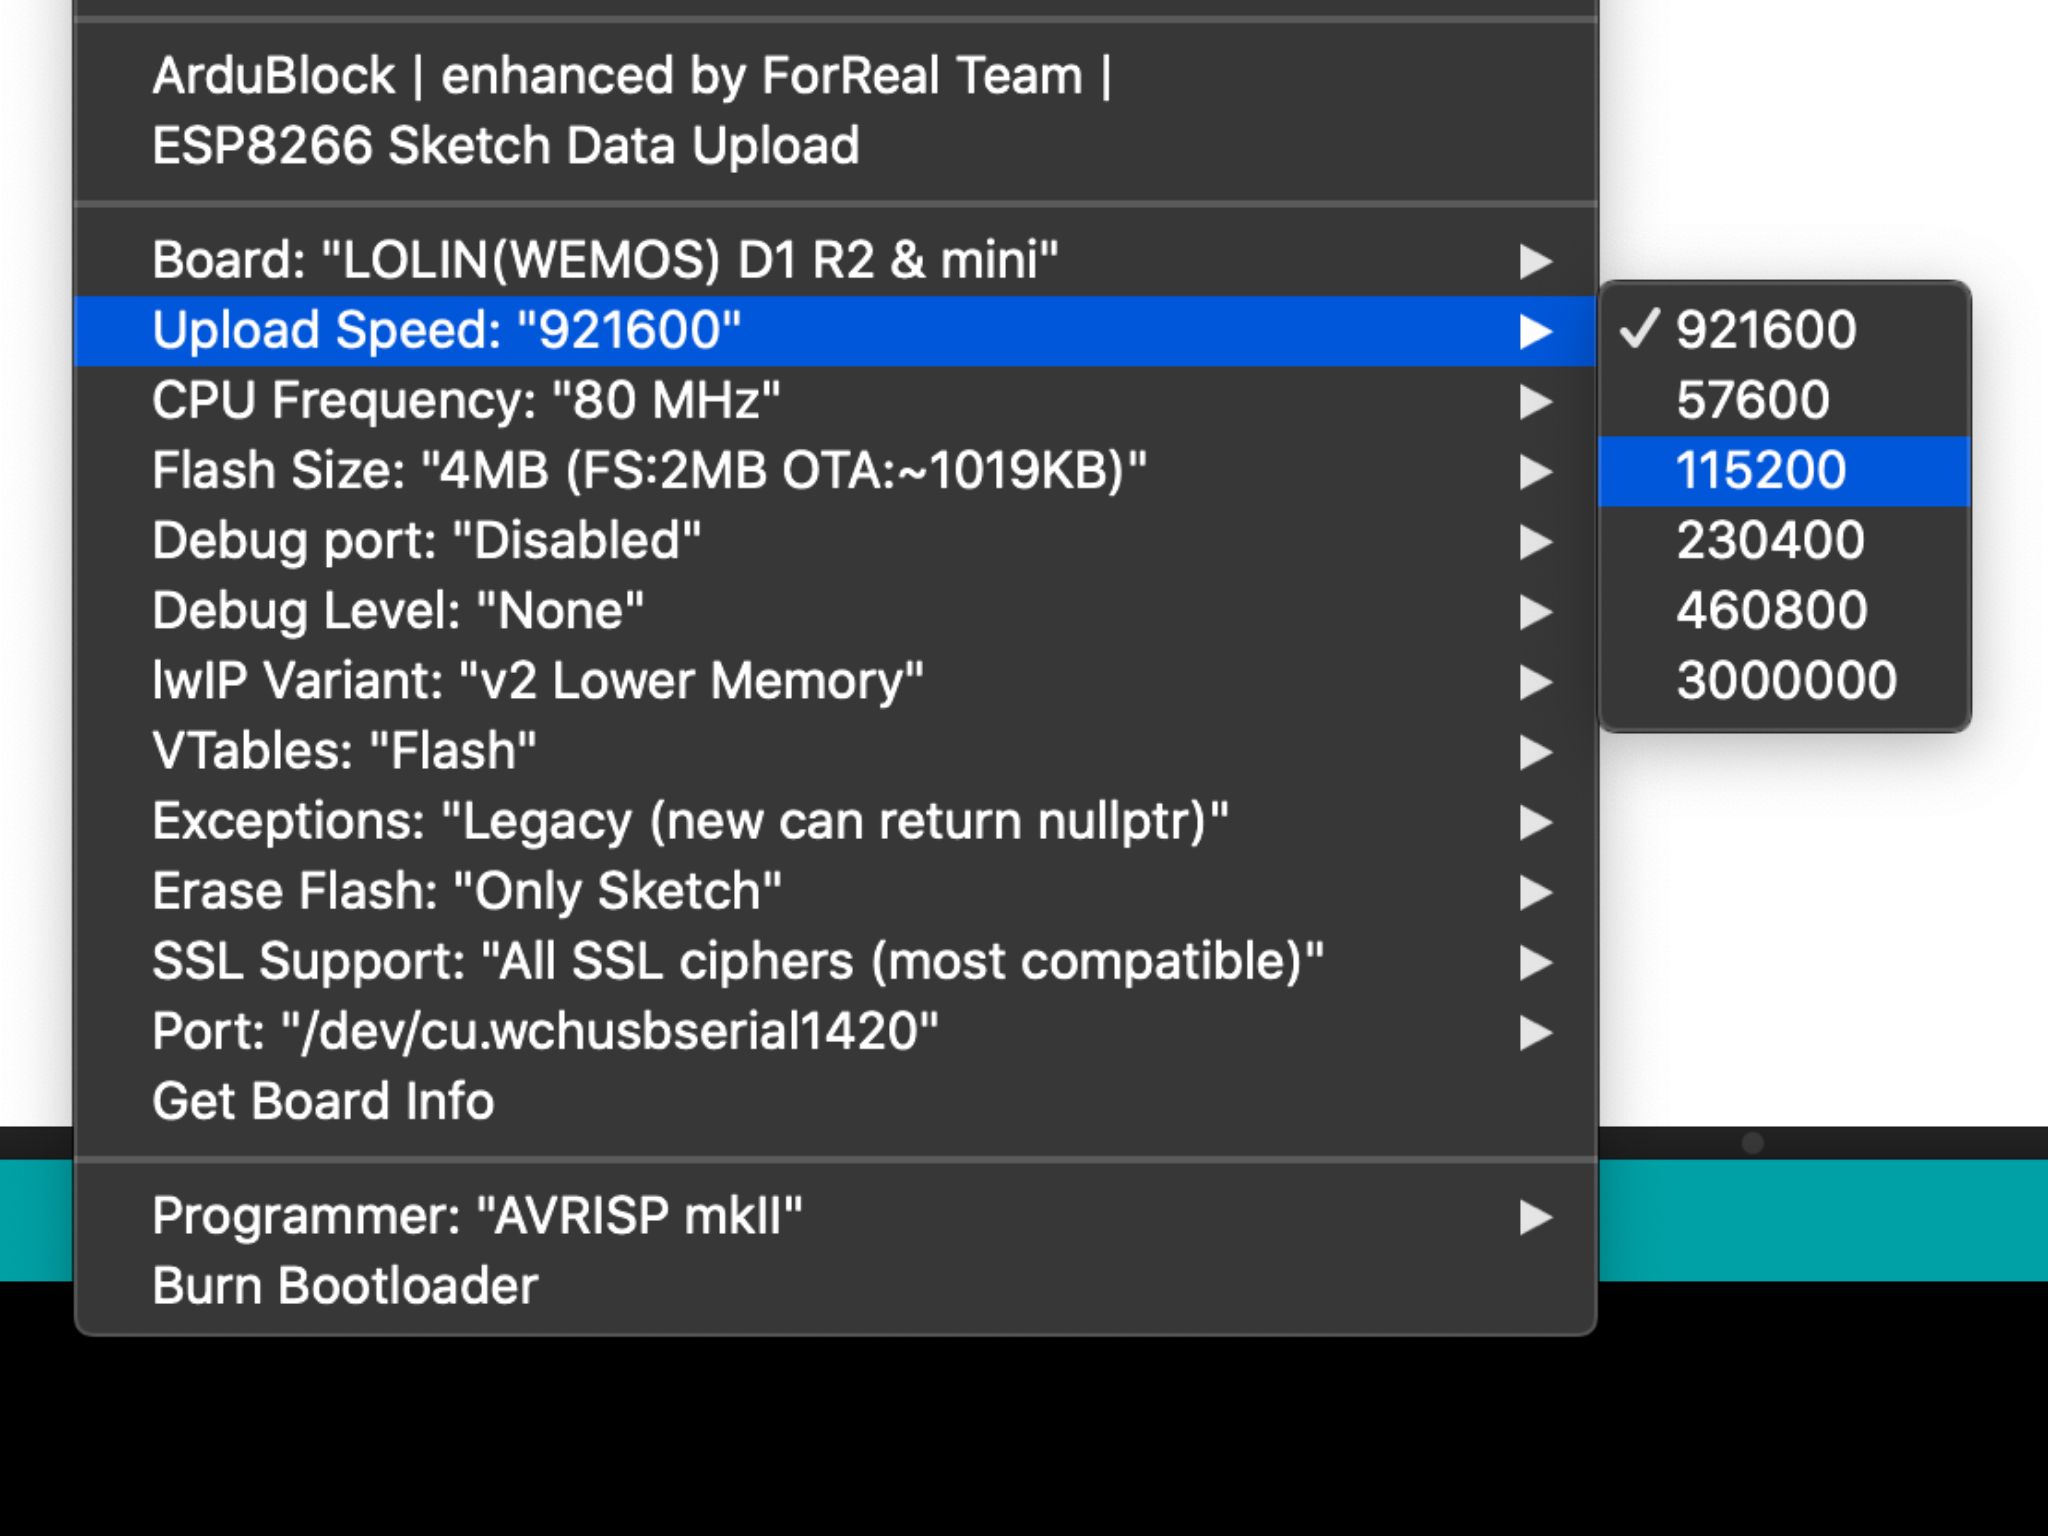 ArduBlock | enhanced by ForReal Team |
ESP8266 Sketch Data Upload
Board: "LOLIN(WEMOS) D1 R2 & mini"
Upload Speed: "921600"
CPU Frequency: "80 MHz"
Flash Size: "4MB (FS:2MB OTA:~1019KB)"
Debug port: "Disabled"
Debug Level: "None"
lwIP Variant: "v2 Lower Memory"
VTables: "Flash"
Exceptions: "Legacy (new can return nullptr)"
Erase Flash: "Only Sketch"
SSL Support: "All SSL ciphers (most compatible)"
Port: "/dev/cu.wchusbserial1420"
Get Board Info
Programmer: "AVRISP mkII"
Burn Bootloader
✓ 921600
57600
115200
230400
460800
3000000